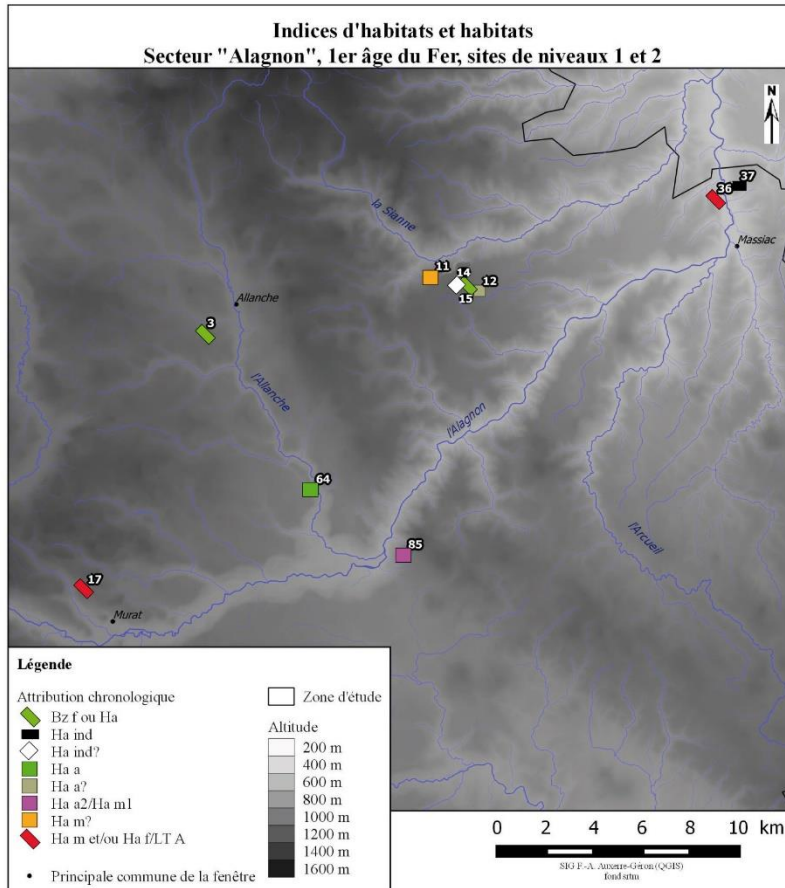 Indices d'habitats et habitats
Secteur "Alagnon", 1er âge du Fer, sites de niveaux 1 et 2
N
37
36
Massiac
la Sianne
11
14
12
15
Allanche
3
l'Allanche
l'Alagnon
64
l'Arcueil
85
17
Murat
Légende
Attribution chronologique
Bz f ou Ha
Ha ind
Ha ind?
Ha a
Ha a?
Ha a2/Ha m1
Ha m?
Ha m et/ou Ha f/LT A
Principale commune de la fenêtre
Zone d'étude
Altitude
200 m
400 m
600 m
800 m
1000 m
1200 m
1400 m
1600 m
0 2 4 6 8 10 km
SIG F.-A. Auxerre-Géron (QGIS)
fond srtm